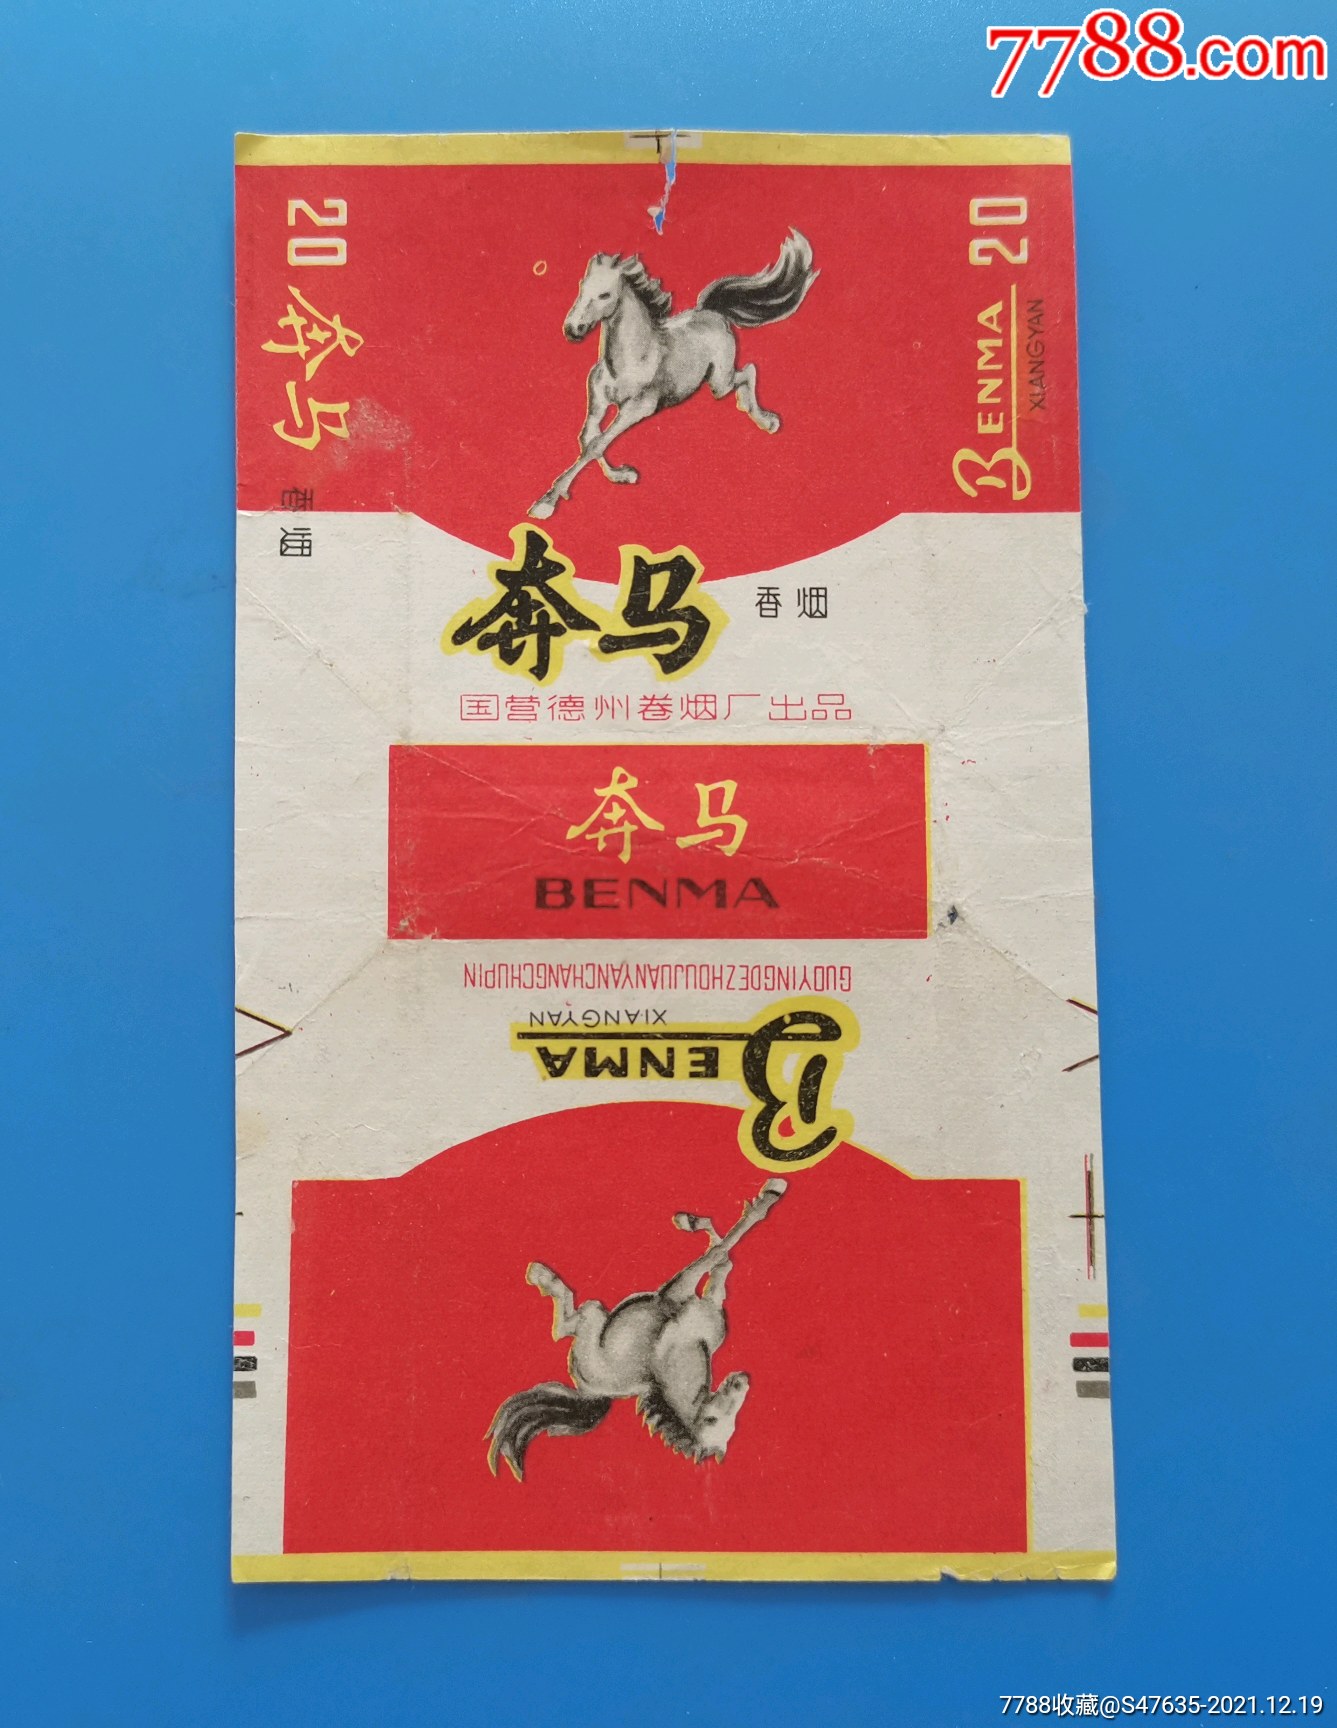 7788.com
20 奔马 香烟
BENMA 20
XIANGYAN
奔马 香烟
国营德州卷烟厂出品
奔马
BENMA
GUOYINGDEZHOUJUANYANCHANGCHUPIN
XIANGYAN
BENMA
7788收藏@S47635-2021.12.19